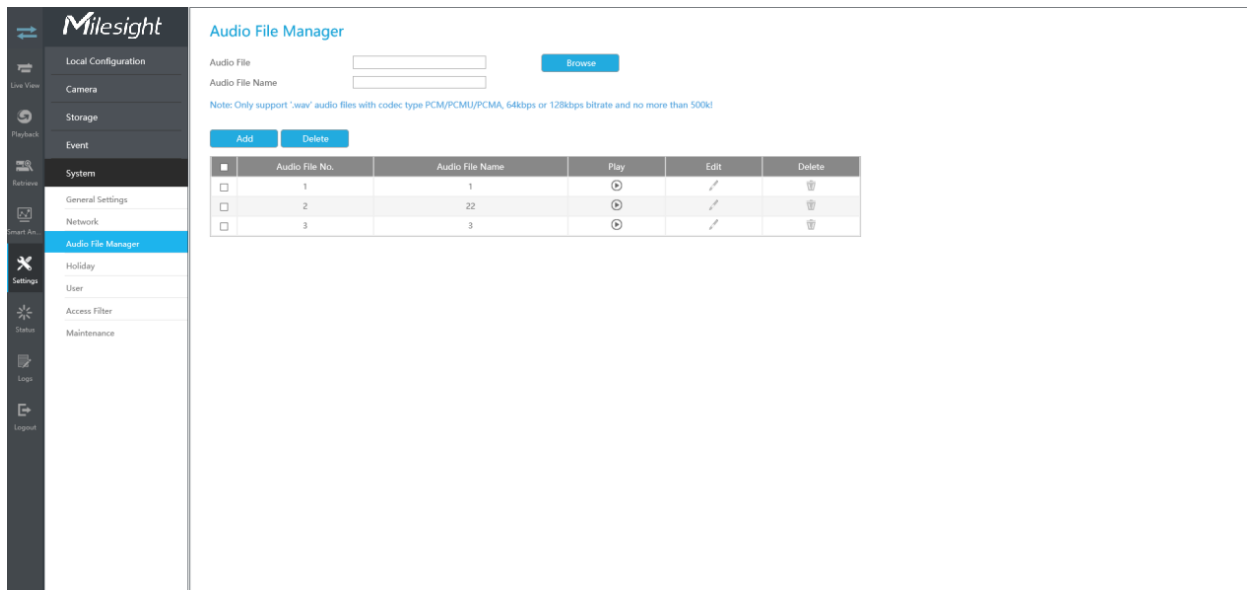 Milesight
Live View
Playback
Retrieve
Smart An...
Settings
Status
Logs
Logout
Local Configuration
Camera
Storage
Event
System
General Settings
Network
Audio File Manager
Holiday
User
Access Filter
Maintenance
Audio File Manager
Audio File Browse
Audio File Name
Note: Only support '.wav' audio files with codec type PCM/PCMU/PCMA, 64kbps or 128kbps bitrate and no more than 500k!
Add Delete
Audio File No. Audio File Name Play Edit Delete
1 1
2 22
3 3